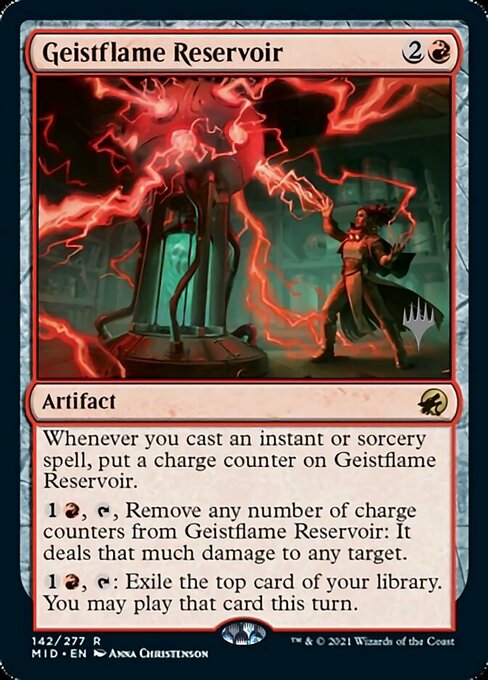 Geistflame Reservoir 2
Artifact
Whenever you cast an instant or sorcery
spell, put a charge counter on Geistflame
Reservoir.
1 , , Remove any number of charge
counters from Geistflame Reservoir: It
deals that much damage to any target.
1 , : Exile the top card of your library.
You may play that card this turn.
142/277 R
MID • EN Anna Christenson
™ & © 2021 Wizards of the Coast